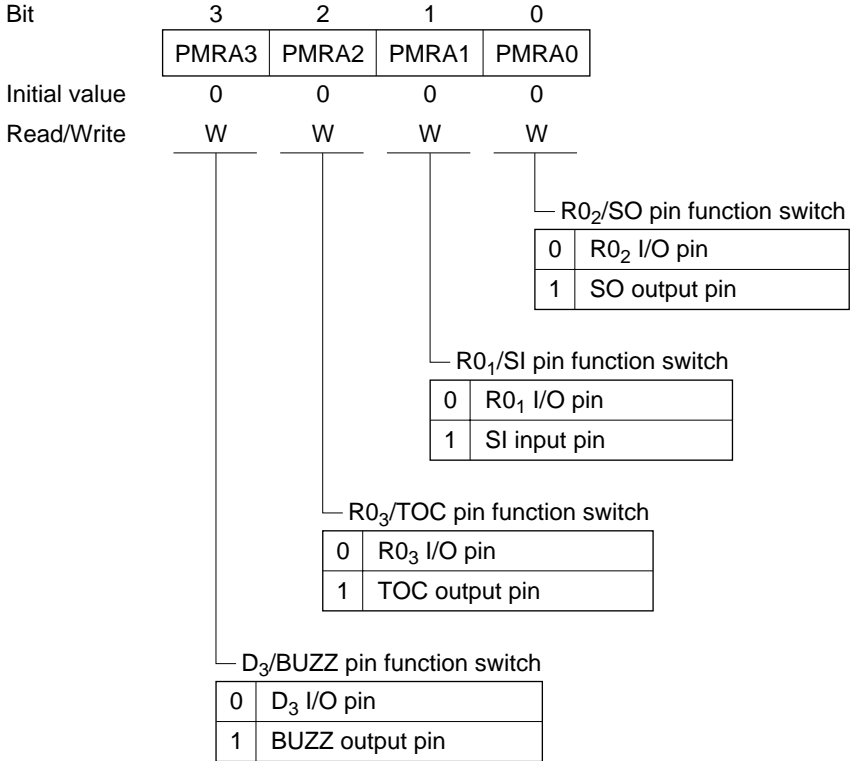 Bit 3 2 1 0
PMRA3 PMRA2 PMRA1 PMRA0
Initial value 0 0 0 0
Read/Write W W W W
R0₂/SO pin function switch
0 R0₂ I/O pin
1 SO output pin
R0₁/SI pin function switch
0 R0₁ I/O pin
1 SI input pin
R0₃/TOC pin function switch
0 R0₃ I/O pin
1 TOC output pin
D₃/BUZZ pin function switch
0 D₃ I/O pin
1 BUZZ output pin